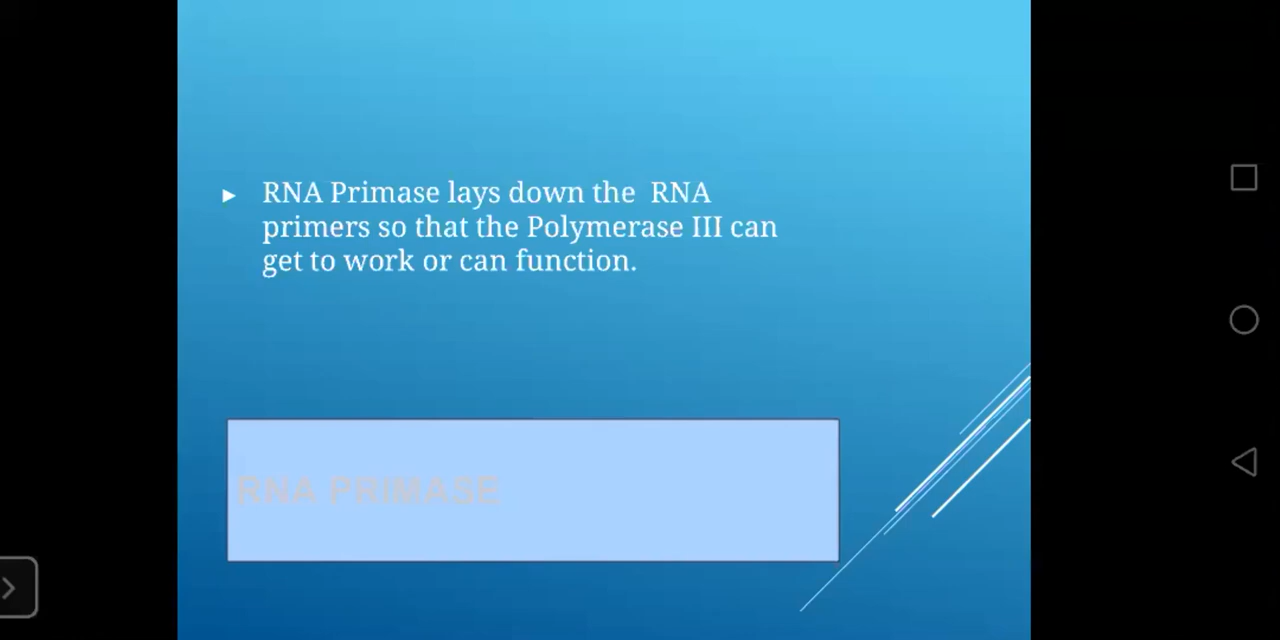 RNA Primase lays down the RNA
primers so that the Polymerase III can
get to work or can function.
RNA PRIMASE